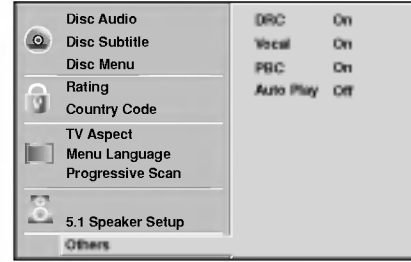 Disc Audio
Disc Subtitle
Disc Menu
Rating
Country Code
TV Aspect
Menu Language
Progressive Scan
5.1 Speaker Setup
Others
DRC On
Vocal On
PBC On
Auto Play Off